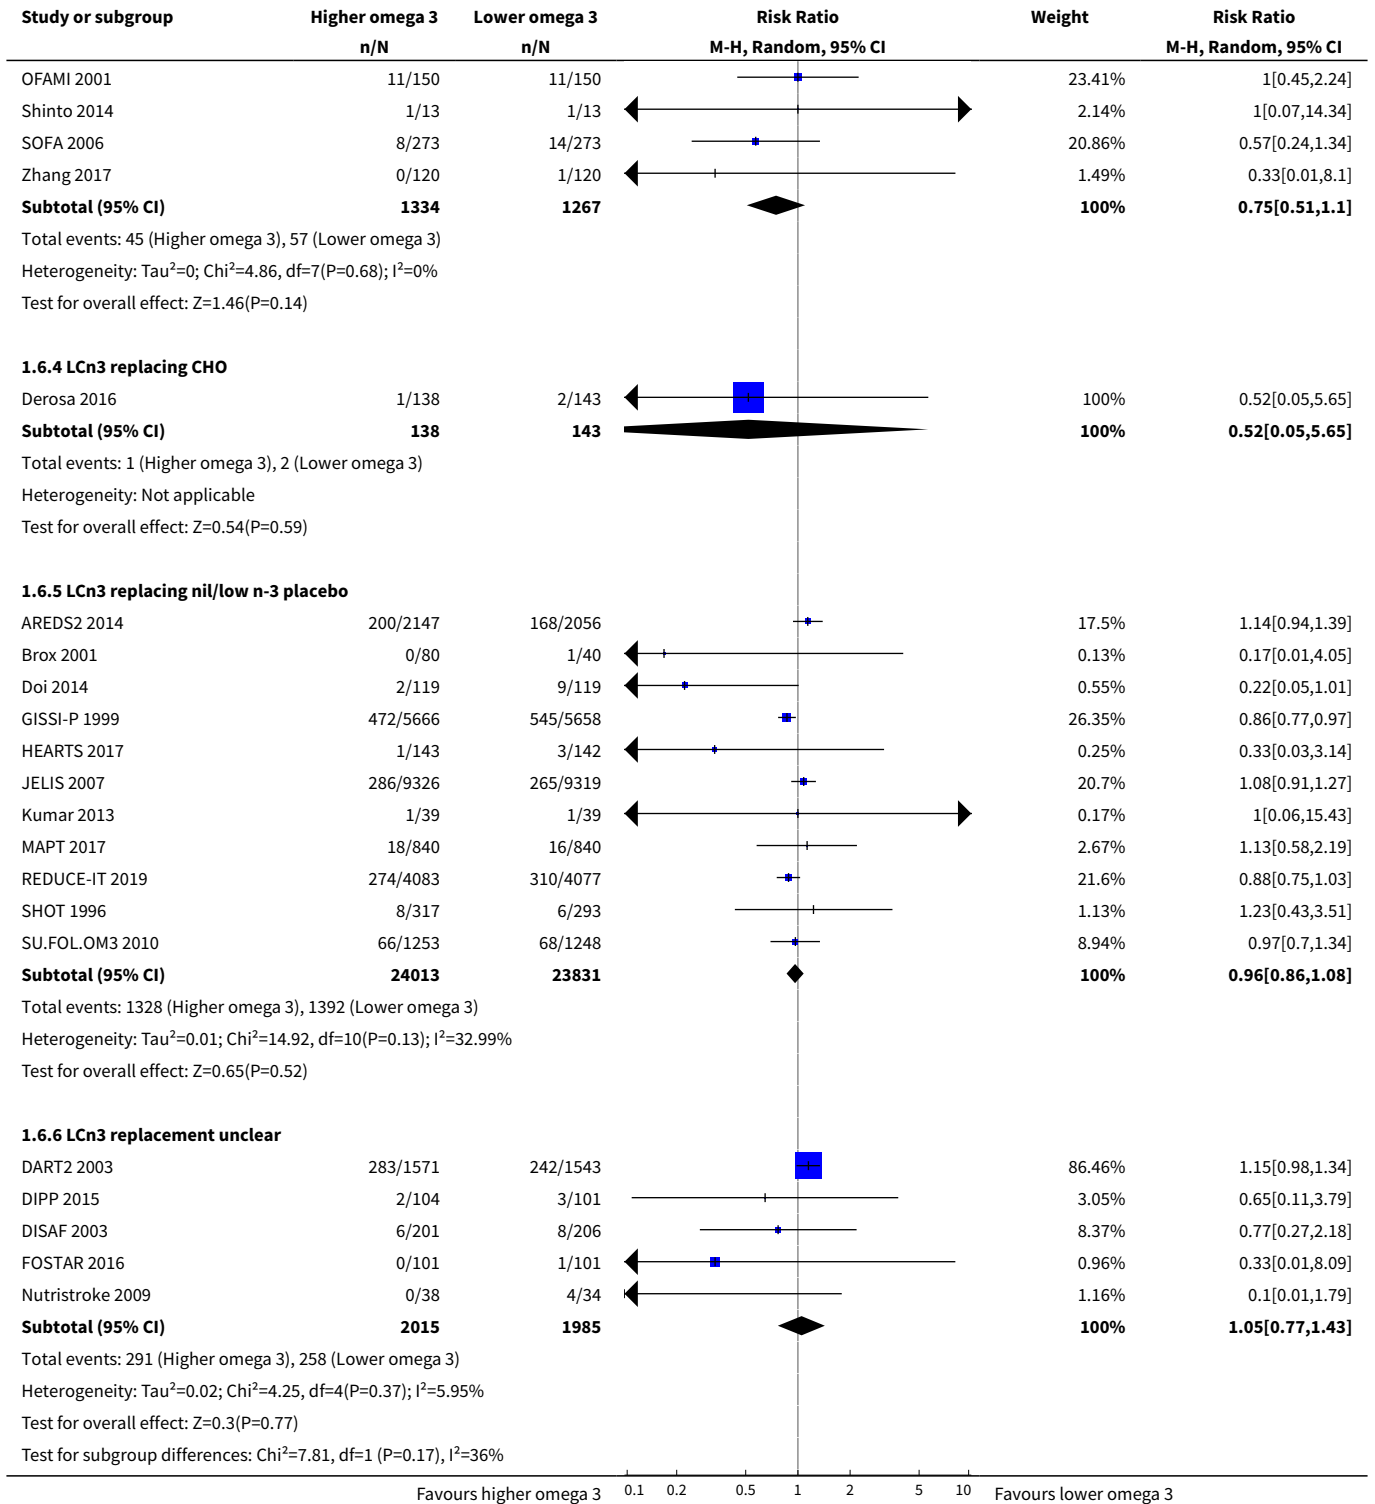 Study or subgroup Higher omega 3 Lower omega 3 Risk Ratio Weight Risk Ratio
n/N n/N M-H, Random, 95% CI M-H, Random, 95% CI
OFAMI 2001 11/150 11/150 23.41% 1[0.45,2.24]
Shinto 2014 1/13 1/13 2.14% 1[0.07,14.34]
SOFA 2006 8/273 14/273 20.86% 0.57[0.24,1.34]
Zhang 2017 0/120 1/120 1.49% 0.33[0.01,8.1]
Subtotal (95% CI) 1334 1267 100% 0.75[0.51,1.1]
Total events: 45 (Higher omega 3), 57 (Lower omega 3)
Heterogeneity: Tau²=0; Chi²=4.86, df=7(P=0.68); I²=0%
Test for overall effect: Z=1.46(P=0.14)
1.6.4 LCn3 replacing CHO
Derosa 2016 1/138 2/143 100% 0.52[0.05,5.65]
Subtotal (95% CI) 138 143 100% 0.52[0.05,5.65]
Total events: 1 (Higher omega 3), 2 (Lower omega 3)
Heterogeneity: Not applicable
Test for overall effect: Z=0.54(P=0.59)
1.6.5 LCn3 replacing nil/low n-3 placebo
AREDS2 2014 200/2147 168/2056 17.5% 1.14[0.94,1.39]
Brox 2001 0/80 1/40 0.13% 0.17[0.01,4.05]
Doi 2014 2/119 9/119 0.55% 0.22[0.05,1.01]
GISSI-P 1999 472/5666 545/5658 26.35% 0.86[0.77,0.97]
HEARTS 2017 1/143 3/142 0.25% 0.33[0.03,3.14]
JELIS 2007 286/9326 265/9319 20.7% 1.08[0.91,1.27]
Kumar 2013 1/39 1/39 0.17% 1[0.06,15.43]
MAPT 2017 18/840 16/840 2.67% 1.13[0.58,2.19]
REDUCE-IT 2019 274/4083 310/4077 21.6% 0.88[0.75,1.03]
SHOT 1996 8/317 6/293 1.13% 1.23[0.43,3.51]
SU.FOL.OM3 2010 66/1253 68/1248 8.94% 0.97[0.7,1.34]
Subtotal (95% CI) 24013 23831 100% 0.96[0.86,1.08]
Total events: 1328 (Higher omega 3), 1392 (Lower omega 3)
Heterogeneity: Tau²=0.01; Chi²=14.92, df=10(P=0.13); I²=32.99%
Test for overall effect: Z=0.65(P=0.52)
1.6.6 LCn3 replacement unclear
DART2 2003 283/1571 242/1543 86.46% 1.15[0.98,1.34]
DIPP 2015 2/104 3/101 3.05% 0.65[0.11,3.79]
DISAF 2003 6/201 8/206 8.37% 0.77[0.27,2.18]
FOSTAR 2016 0/101 1/101 0.96% 0.33[0.01,8.09]
Nutristroke 2009 0/38 4/34 1.16% 0.1[0.01,1.79]
Subtotal (95% CI) 2015 1985 100% 1.05[0.77,1.43]
Total events: 291 (Higher omega 3), 258 (Lower omega 3)
Heterogeneity: Tau²=0.02; Chi²=4.25, df=4(P=0.37); I²=5.95%
Test for overall effect: Z=0.3(P=0.77)
Test for subgroup differences: Chi²=7.81, df=1 (P=0.17), I²=36%
Favours higher omega 3 0.1 0.2 0.5 1 2 5 10 Favours lower omega 3